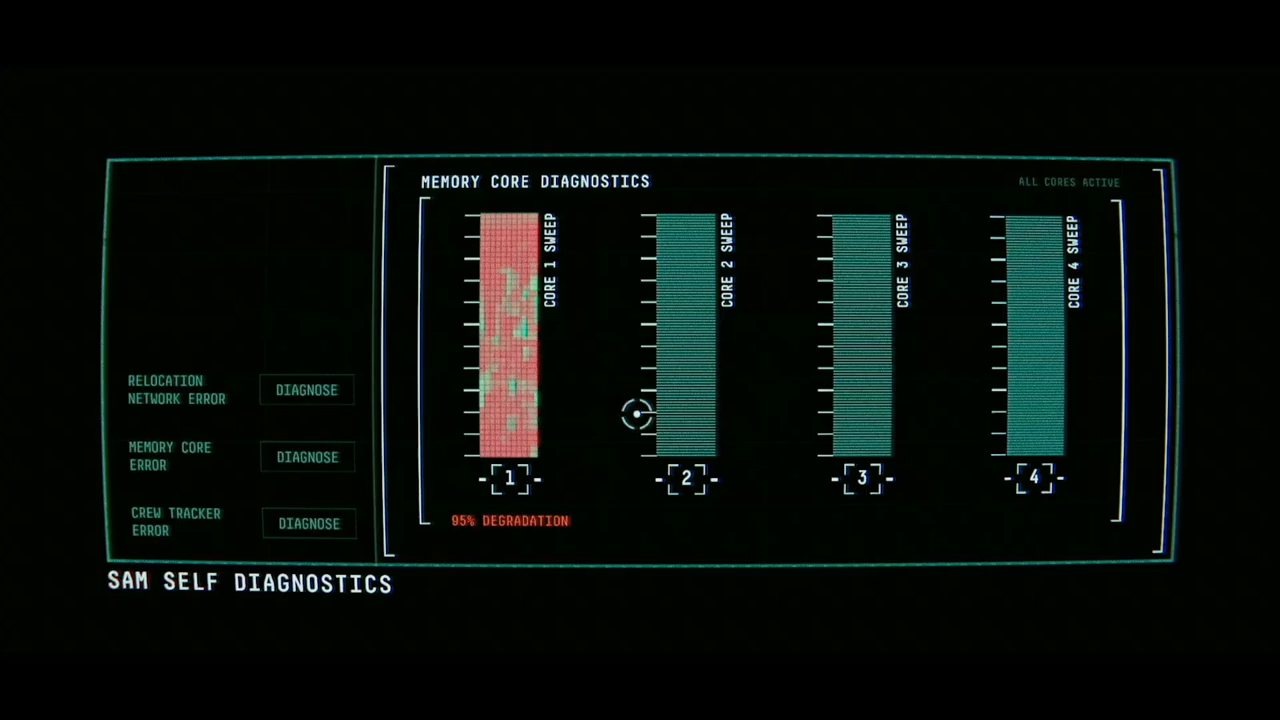 MEMORY CORE DIAGNOSTICS
ALL CORES ACTIVE
CORE 1 SWEEP
CORE 2 SWEEP
CORE 3 SWEEP
CORE 4 SWEEP
RELOCATION
NETWORK ERROR
DIAGNOSE
MEMORY CORE
ERROR
DIAGNOSE
CREW TRACKER
ERROR
DIAGNOSE
1
2
3
4
95% DEGRADATION
SAM SELF DIAGNOSTICS